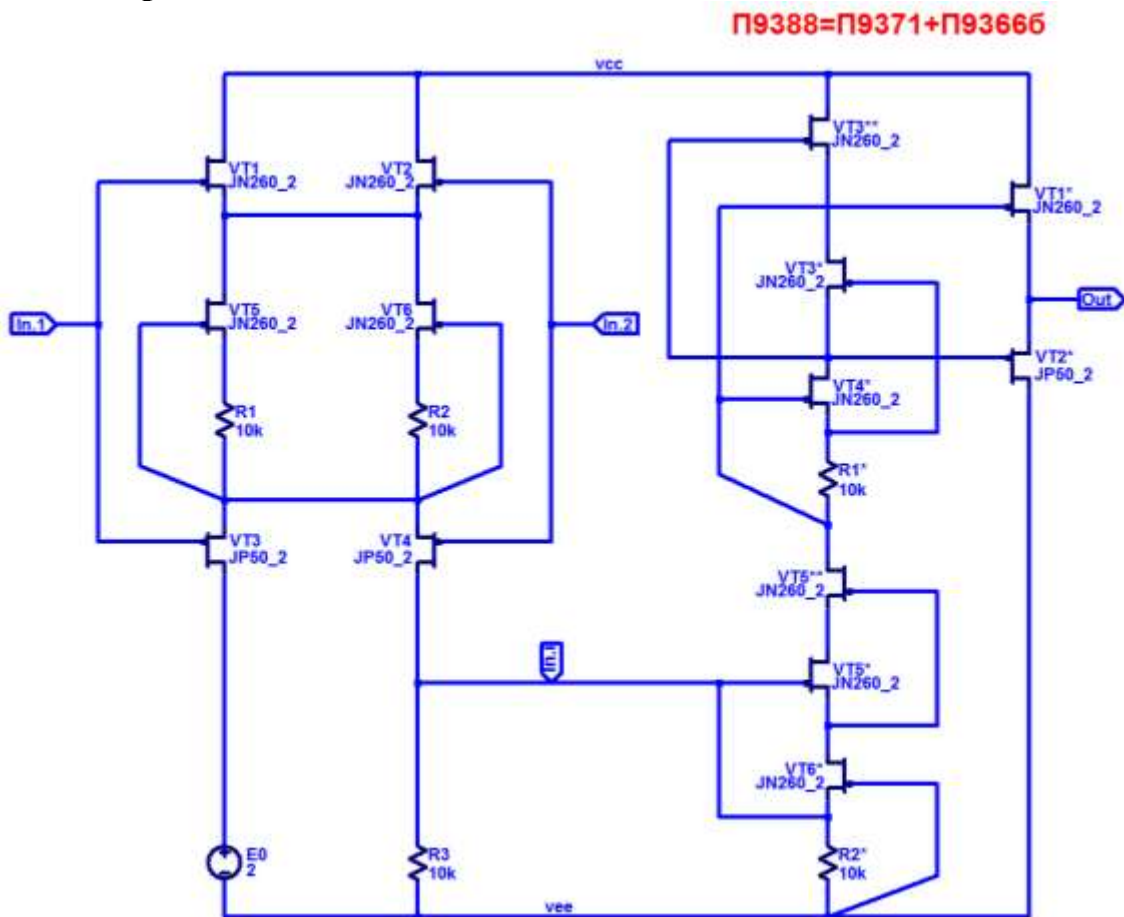 П9388=П9371+П9366б
vcc
VT3**
JN260_2
VT1
JN260_2
VT2
JN260_2
VT1*
JN260_2
VT3*
JN260_2
In.1
VT5
JN260_2
VT6
JN260_2
In.2
Out
VT2*
JP50_2
VT4*
JN260_2
R1
10k
R2
10k
R1*
10k
VT3
JP50_2
VT4
JP50_2
VT5**
JN260_2
VT5*
JN260_2
VT6*
JN260_2
E0
2
R3
10k
R2*
10k
vee